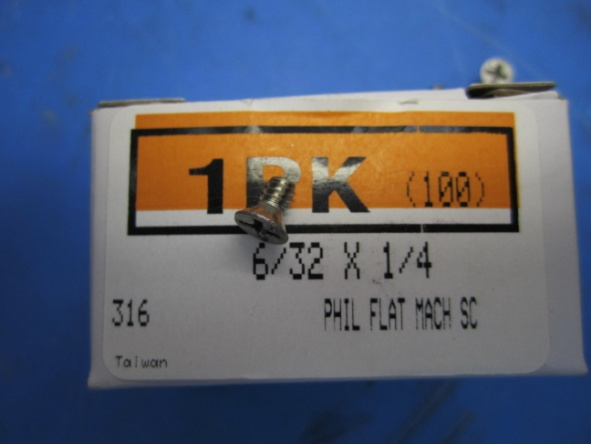 1PK (100)
6/32 X 1/4
316 PHIL FLAT MACH SC
Taiwan